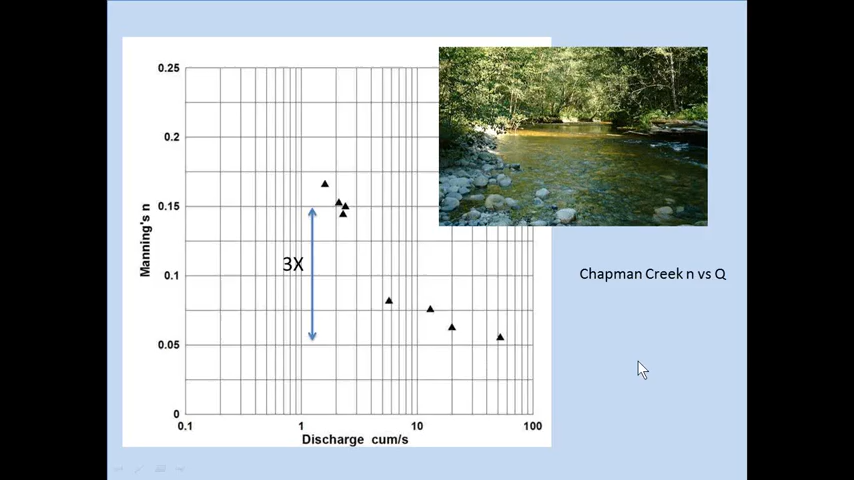 0.25
0.2
0.15
0.1
0.05
0
Manning's n
3X
0.1
1
10
100
Discharge cum/s
Chapman Creek n vs Q